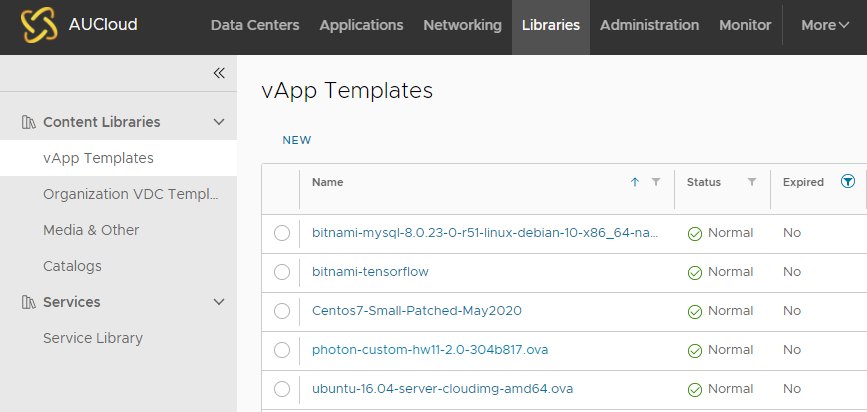 AUCloud Data Centers Applications Networking Libraries Administration Monitor More
Content Libraries
vApp Templates
Organization VDC Templ...
Media & Other
Catalogs
Services
Service Library
vApp Templates
NEW
Name Status Expired
bitnami-mysql-8.0.23-0-r51-linux-debian-10-x86_64-na... Normal No
bitnami-tensorflow Normal No
Centos7-Small-Patched-May2020 Normal No
photon-custom-hw11-2.0-304b817.ova Normal No
ubuntu-16.04-server-cloudimg-amd64.ova Normal No